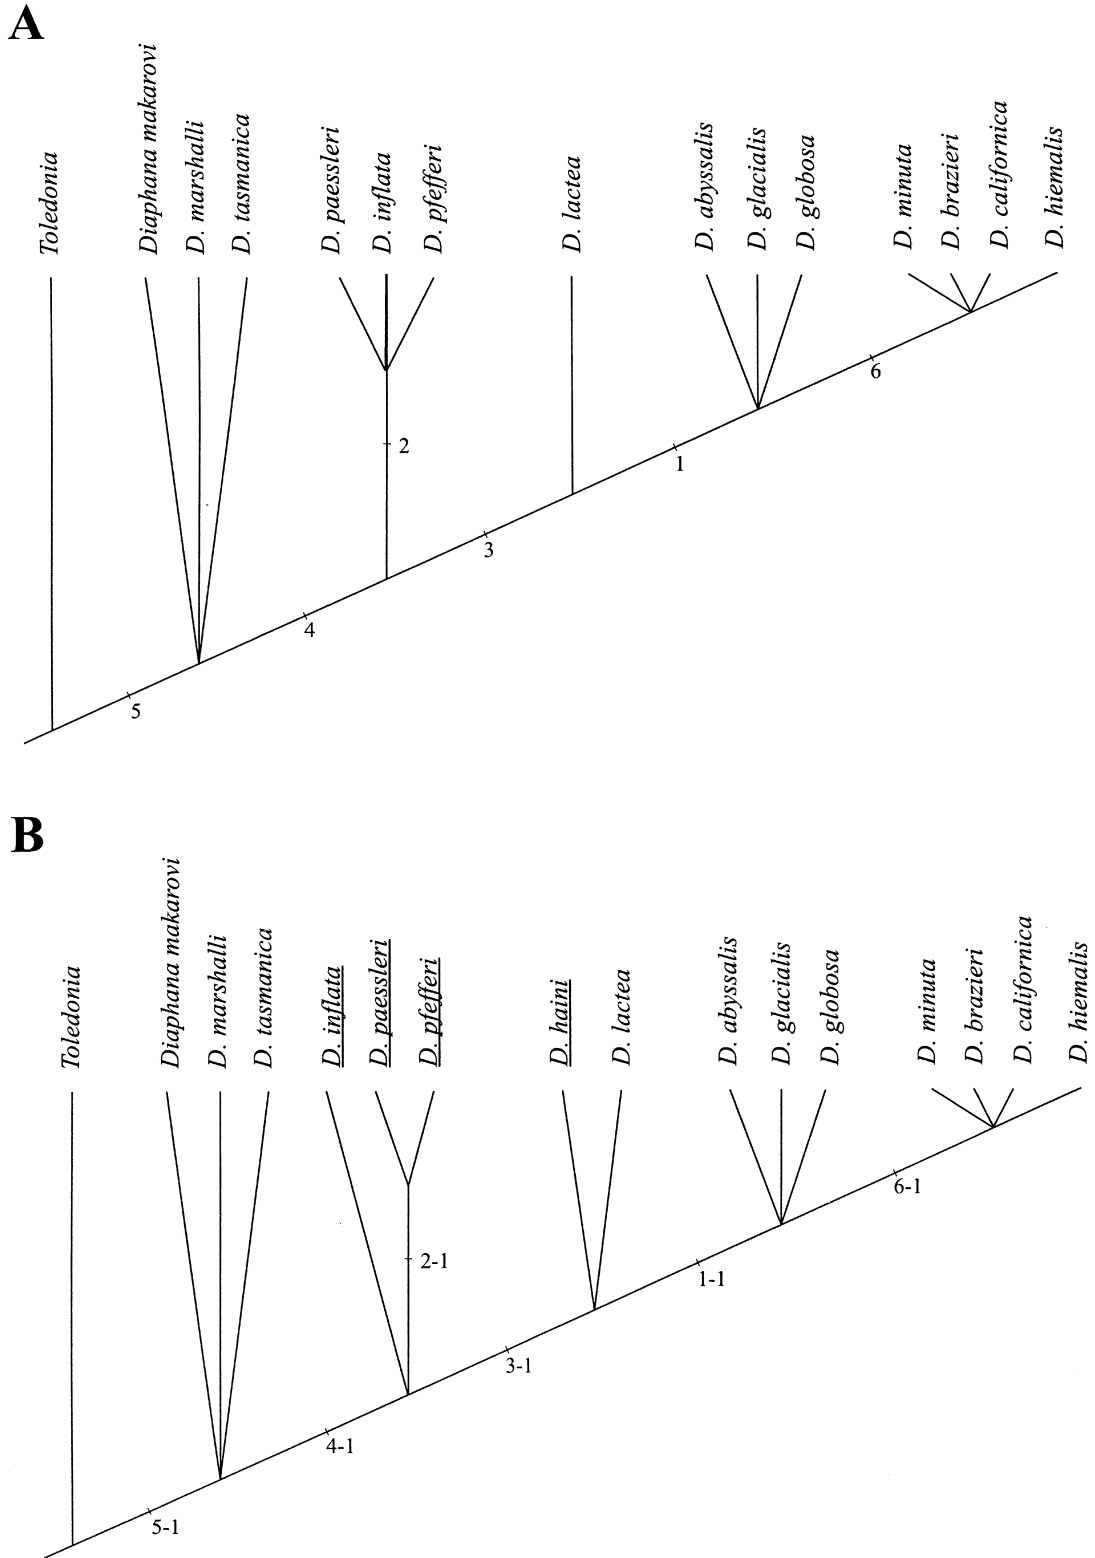 A
Toledonia
Diaphana makarovi
D. marshalli
D. tasmanica
D. paessleri
D. inflata
D. pfefferi
D. lactea
D. abyssalis
D. glacialis
D. globosa
D. minuta
D. brazieri
D. californica
D. hiemalis
6
2
1
3
4
5
B
Toledonia
Diaphana makarovi
D. marshalli
D. tasmanica
D. inflata
D. paessleri
D. pfefferi
D. haini
D. lactea
D. abyssalis
D. glacialis
D. globosa
D. minuta
D. brazieri
D. californica
D. hiemalis
6-1
2-1
1-1
3-1
4-1
5-1